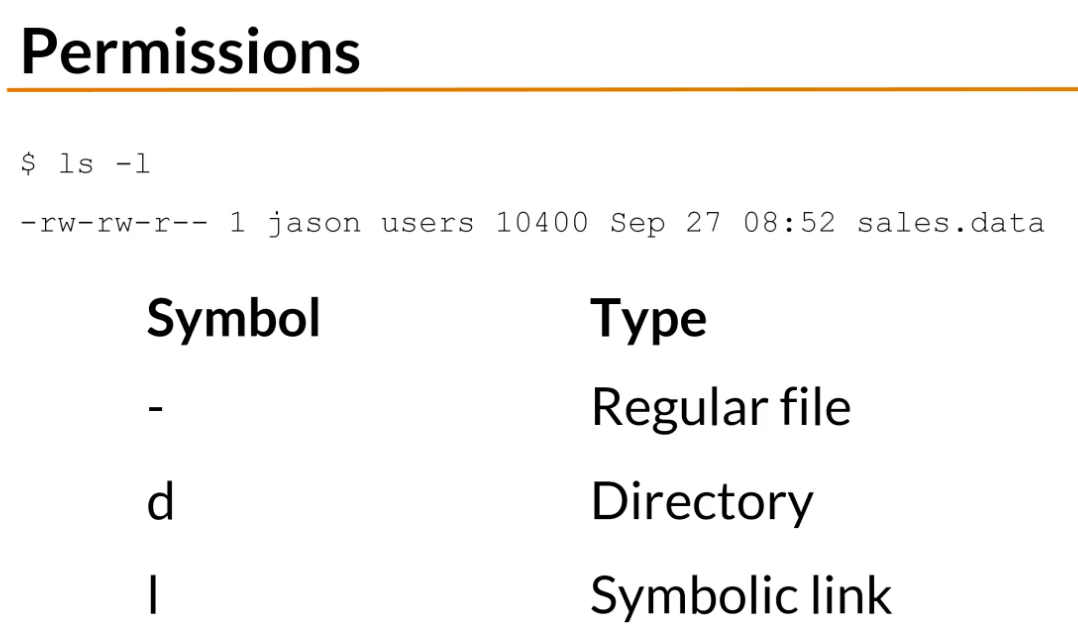 Permissions
$ ls -l
-rw-rw-r-- 1 jason users 10400 Sep 27 08:52 sales.data
Symbol Type
- Regular file
d Directory
l Symbolic link